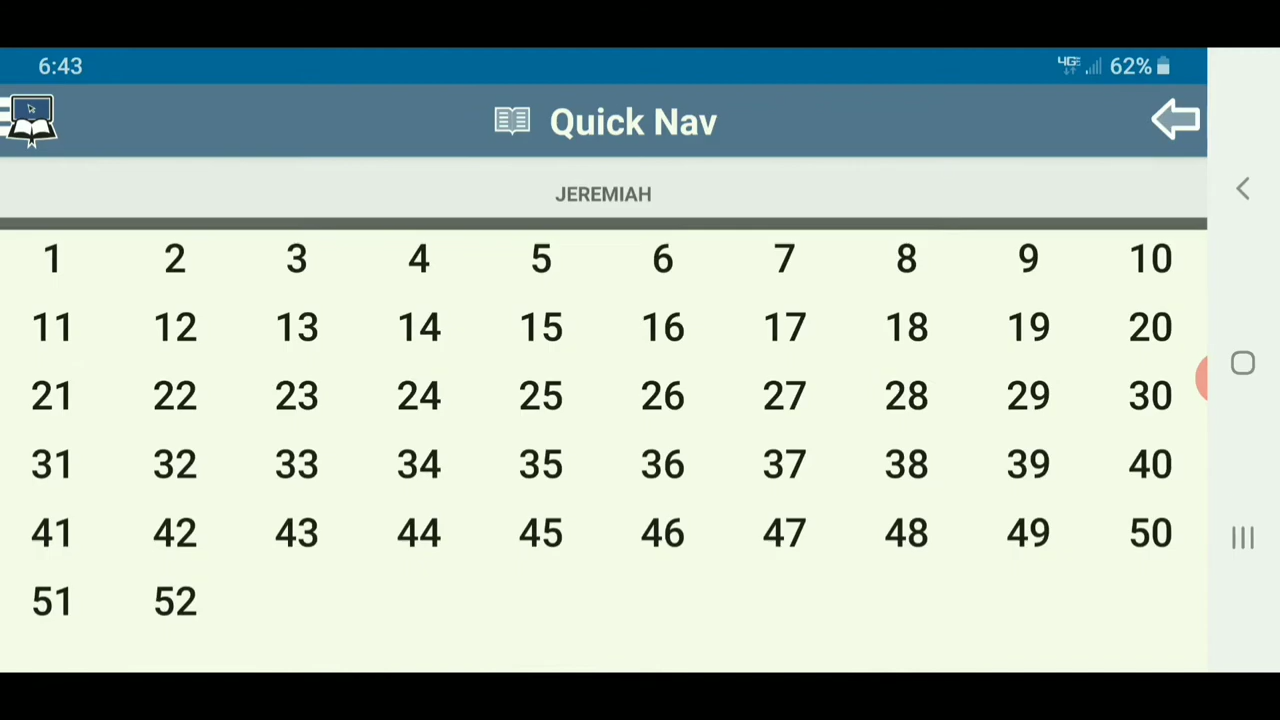 6:43 4GE 62%
Quick Nav
JEREMIAH
1 2 3 4 5 6 7 8 9 10
11 12 13 14 15 16 17 18 19 20
21 22 23 24 25 26 27 28 29 30
31 32 33 34 35 36 37 38 39 40
41 42 43 44 45 46 47 48 49 50
51 52